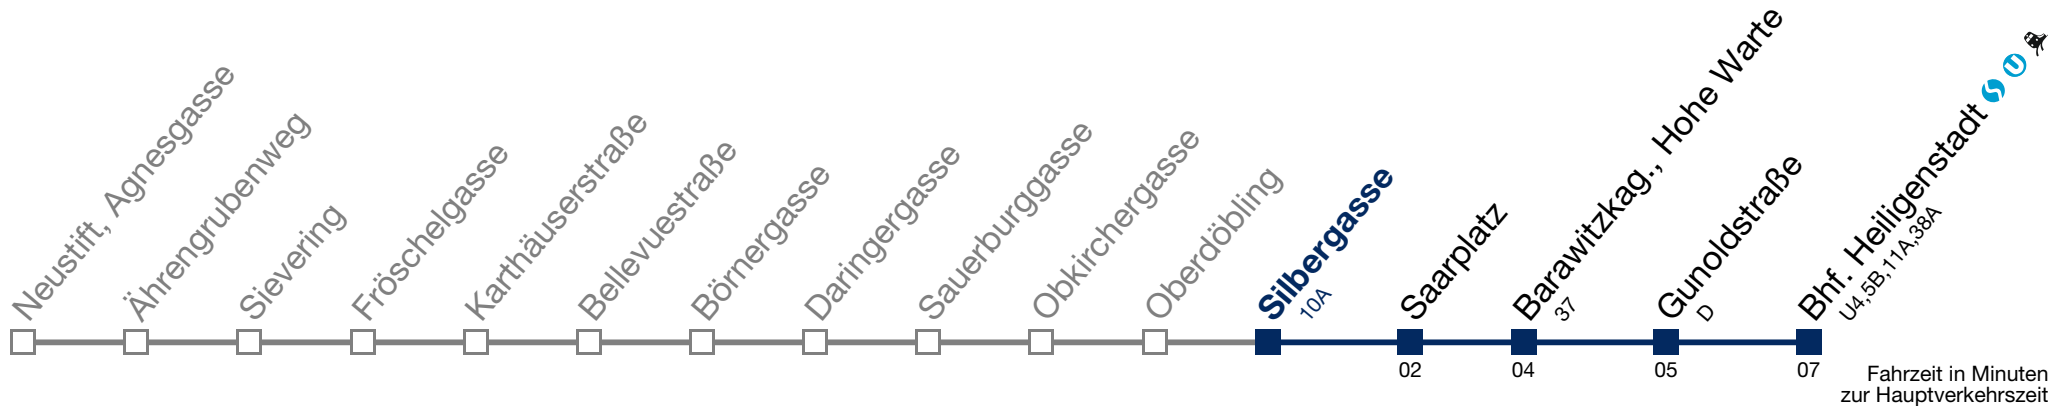 Neustift, Agnesgasse
Ährengrubenweg
Sievering
Fröschelgasse
Karthäuserstraße
Bellevuestraße
Börnergasse
Daringergasse
Sauerburggasse
Obkirchergasse
Oberdöbling
Silbergasse
10A
Saarplatz
02
Barawitzkag., Hohe Warte
37
04
Gunoldstraße
D
05
Bhf. Heiligenstadt S U
U4,5B,11A,38A
07
Fahrzeit in Minuten
zur Hauptverkehrszeit